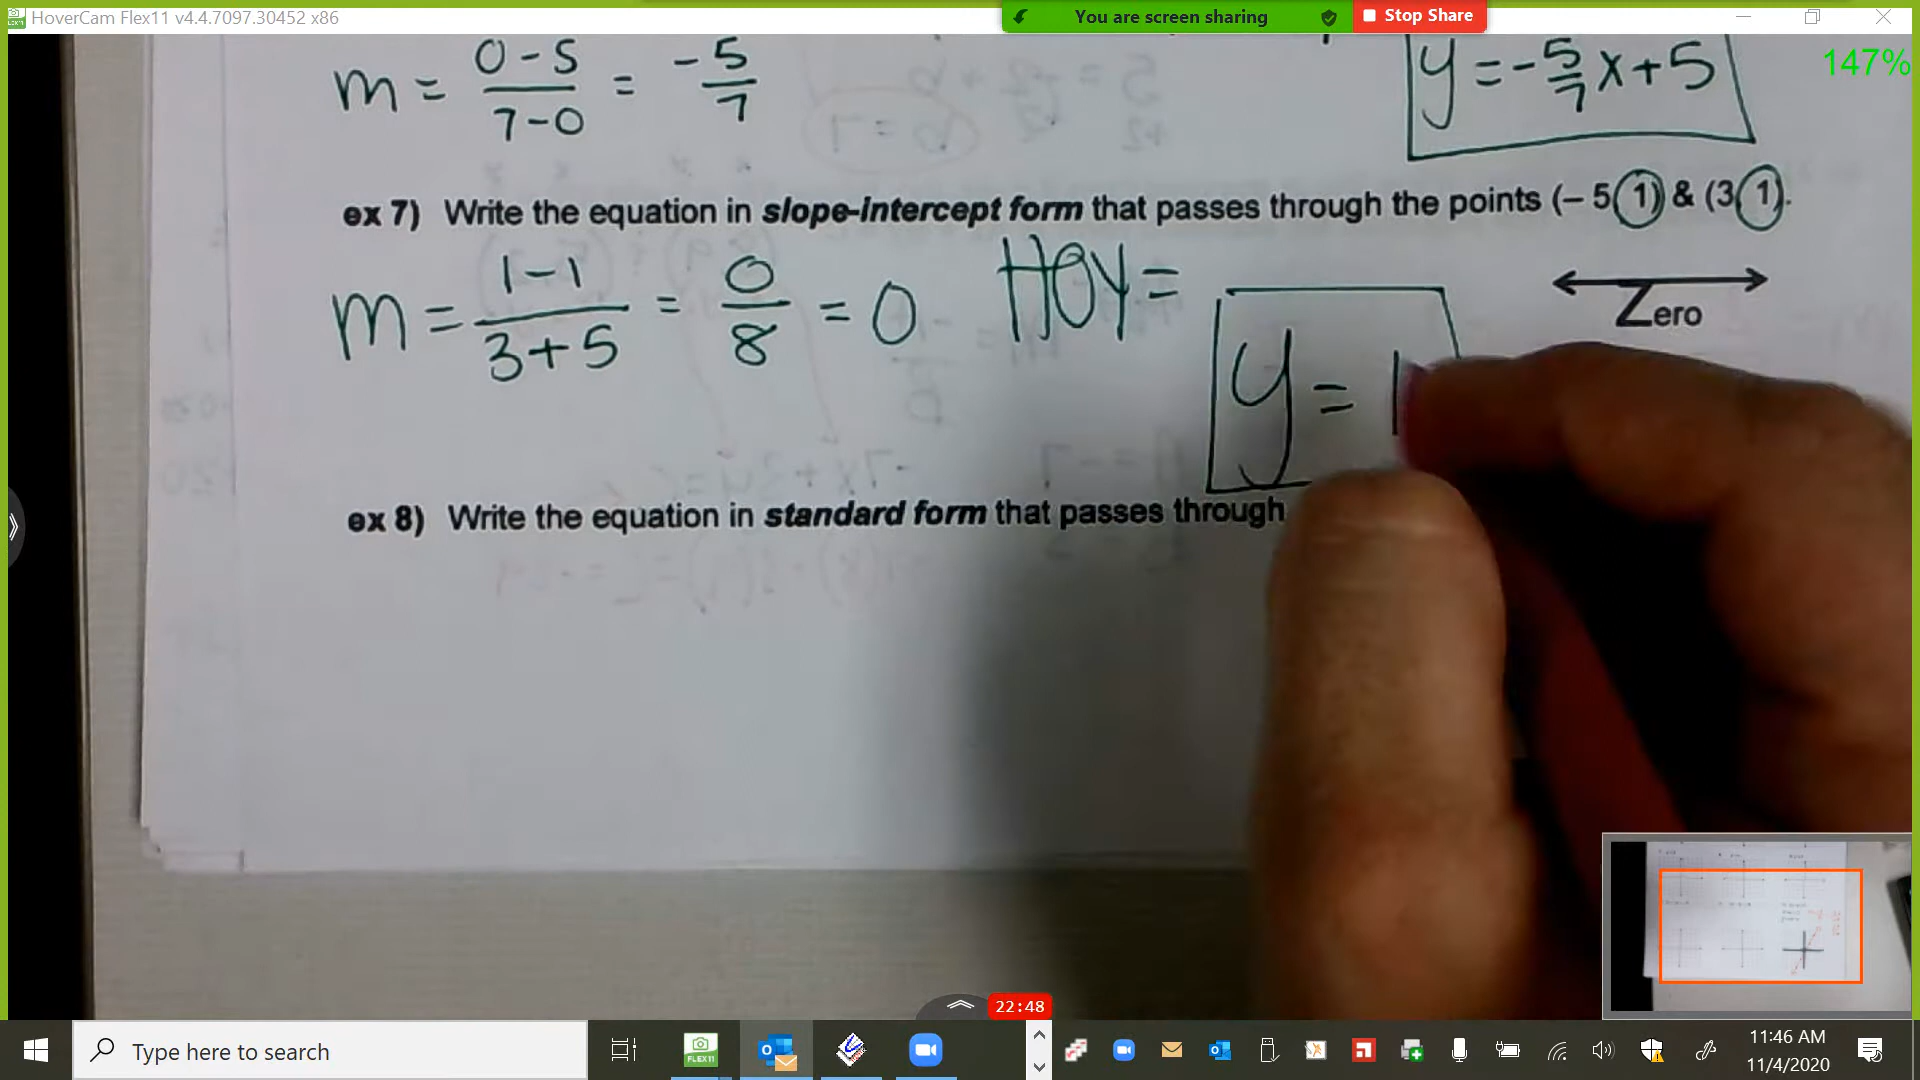 HoverCam Flex11 v4.4.7097.30452 x86
You are screen sharing
Stop Share
147%
m = 0-5 / 7-0 = -5/7
y = -5/7x+5
ex 7) Write the equation in slope-intercept form that passes through the points (– 5, 1) & (3, 1).
m = 1-1 / 3+5 = 0/8 = 0
HOY =
Zero
y = 1
ex 8) Write the equation in standard form that passes through
22:48
Type here to search
FLEX11
11:46 AM
11/4/2020